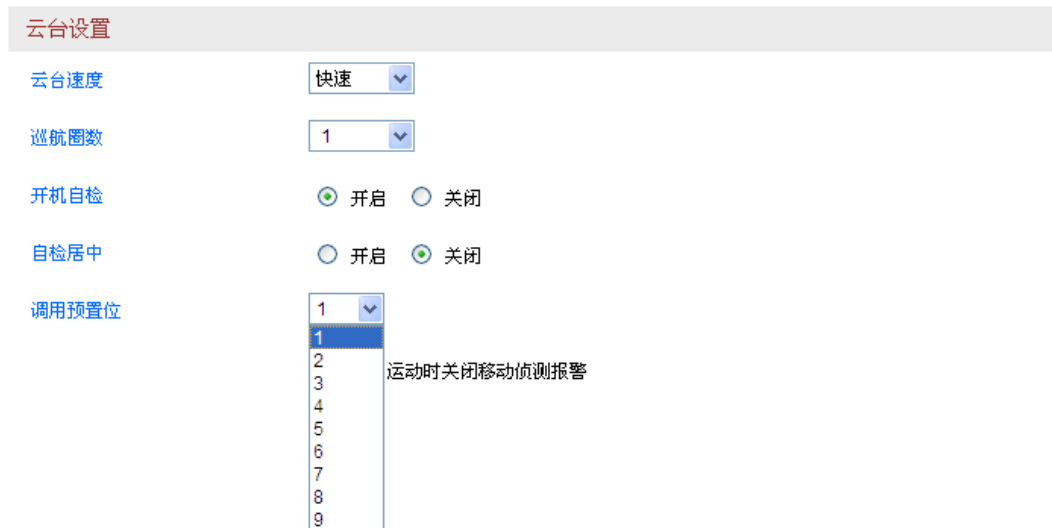 云台设置
云台速度 快速
巡航圈数 1
开机自检 开启 关闭
自检居中 开启 关闭
调用预置位 1
1
2
运动时关闭移动侦测报警
3
4
5
6
7
8
9